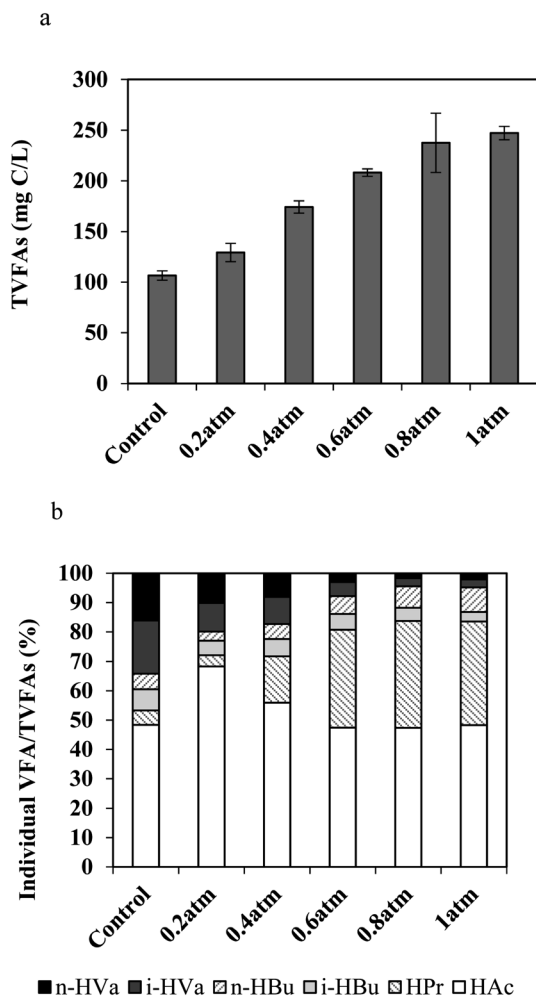 a
300
250
200
150
100
50
0
TVFAs (mg C/L)
Control
0.2atm
0.4atm
0.6atm
0.8atm
1atm
b
100
90
80
70
60
50
40
30
20
10
0
Individual VFA/TVFAs (%)
Control
0.2atm
0.4atm
0.6atm
0.8atm
1atm
n-HVa i-HVa n-HBu i-HBu HPr HAc